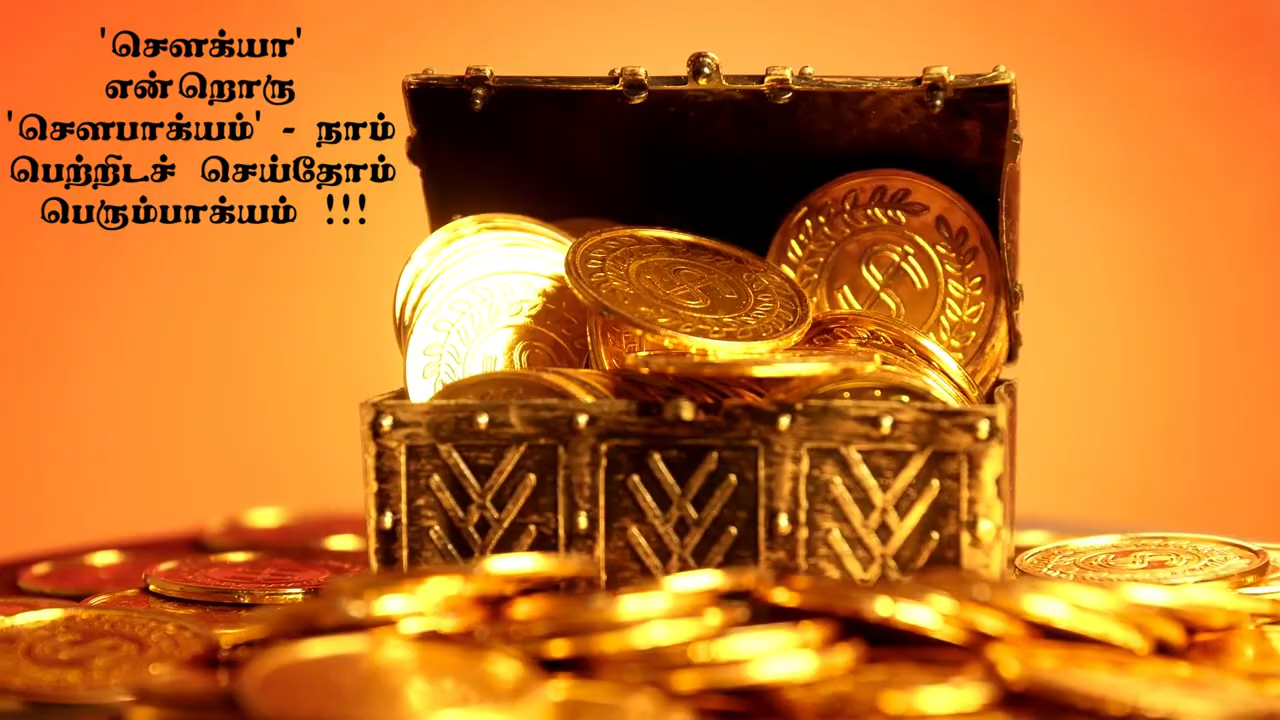 'சௌக்யா'
என்றொரு
'சௌபாக்யம்' - நாம்
பெற்றிடச் செய்தோம்
பெரும்பாக்யம் !!!